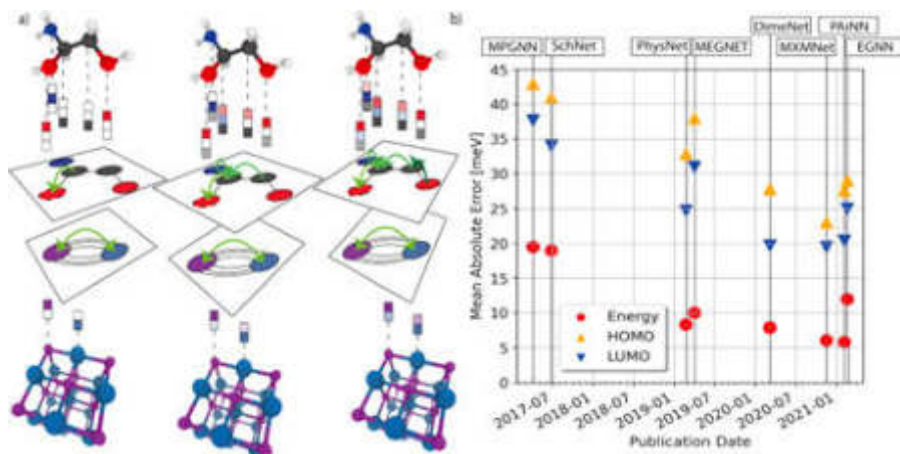 a)
b)
DimeNet
PAiNN
MPGNN
SchNet
PhysNet
MEGNET
MXMNet
EGNN
Mean Absolute Error [meV]
45
40
35
30
25
20
15
10
5
0
Energy
HOMO
LUMO
2017-07
2018-01
2018-07
2019-01
2019-07
2020-01
2020-07
2021-01
Publication Date